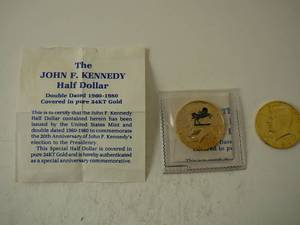 The
JOHN F. KENNEDY
Half Dollar
Double Dated 1960-1980
Covered in pure 24KT Gold
This is to certify that the John F. Kennedy
Half Dollar contained herein has been
issued by the United States Mint and
double dated 1960-1980 to commemorate
the 20th Anniversary of John F. Kennedy's
election to the Presidency.
This Special Half Dollar is covered in
pure 24KT Gold and is hereby authenticated
as a special anniversary commemorative.